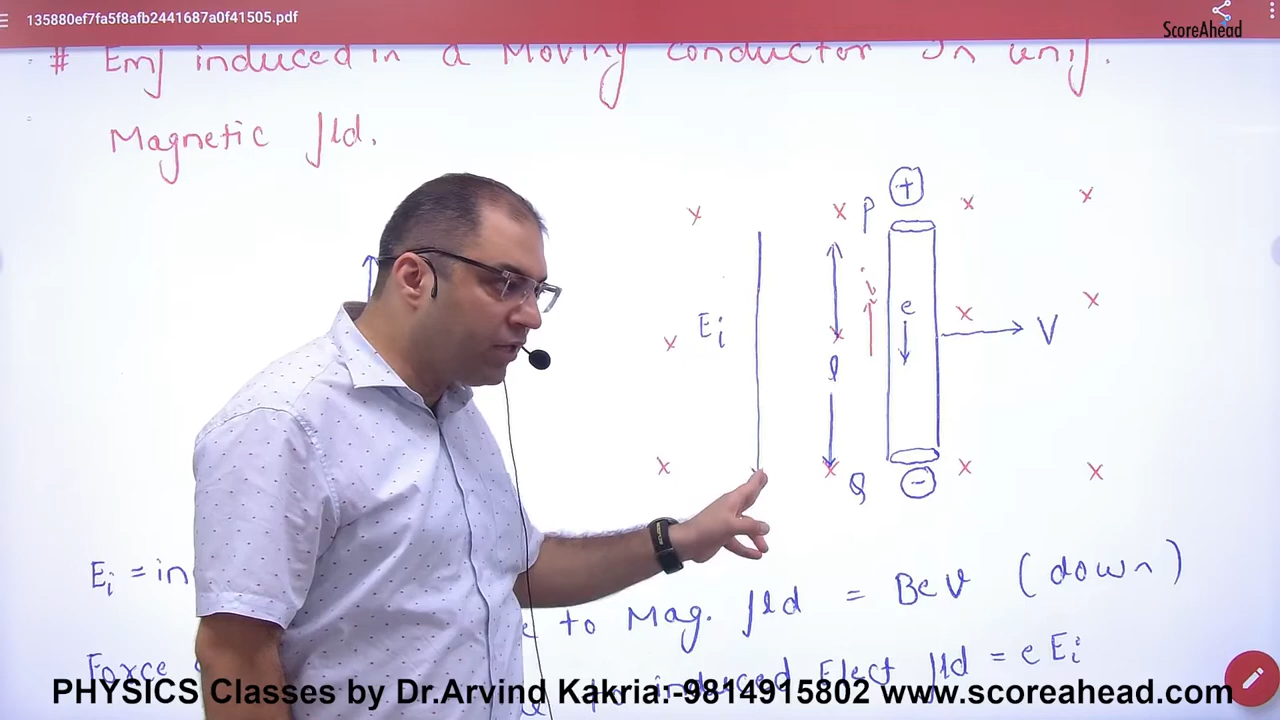 135880ef7fa5f8afb2441687a0f41505.pdf
ScoreAhead
# Emf induced in a Moving conductor In unif.
Magnetic fld.
x x P + x x
Ei l i e x V x
x x Q - x x
Ei = in
to Mag. fld = BeV (down)
Force
to induced Elect fld = e Ei
PHYSICS Classes by Dr.Arvind Kakria:-9814915802 www.scoreahead.com